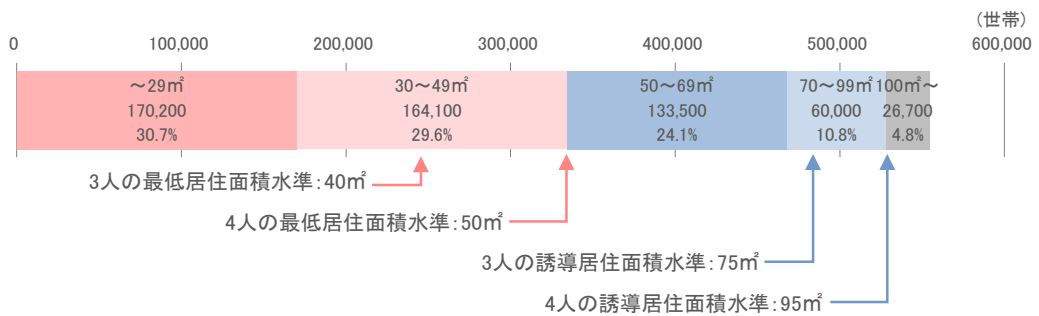 (世帯)
0 100,000 200,000 300,000 400,000 500,000 600,000
~29㎡ 30~49㎡ 50~69㎡ 70~99㎡ 100㎡~
170,200 164,100 133,500 60,000 26,700
30.7% 29.6% 24.1% 10.8% 4.8%
3人の最低居住面積水準:40㎡
4人の最低居住面積水準:50㎡
3人の誘導居住面積水準:75㎡
4人の誘導居住面積水準:95㎡